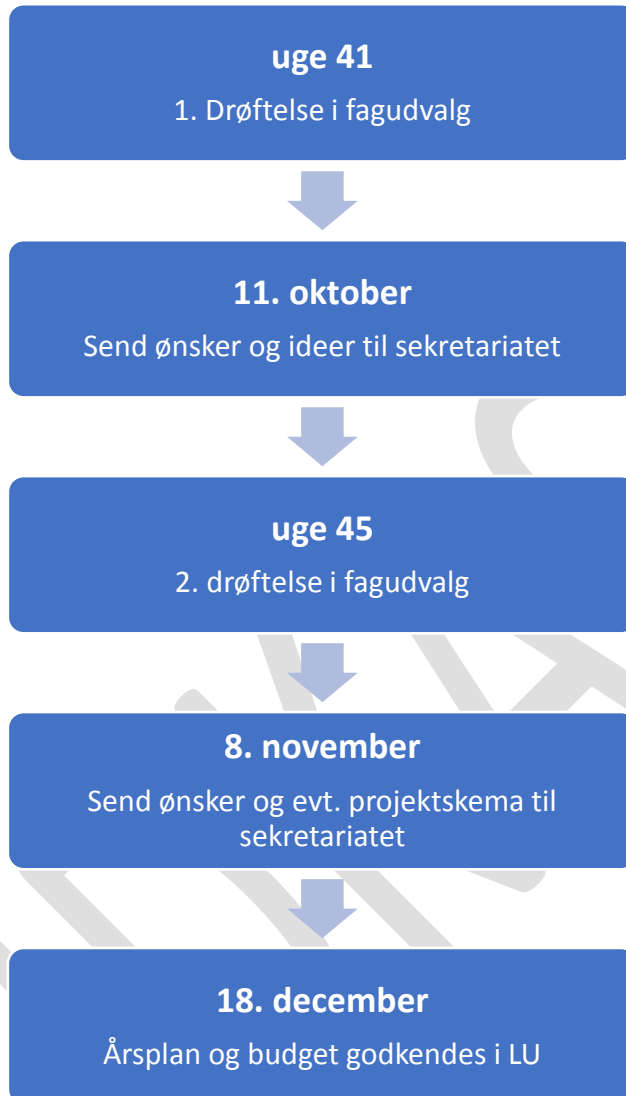 uge 41
1. Drøftelse i fagudvalg
11. oktober
Send ønsker og ideer til sekretariatet
uge 45
2. drøftelse i fagudvalg
8. november
Send ønsker og evt. projektskema til
sekretariatet
18. december
Årsplan og budget godkendes i LU